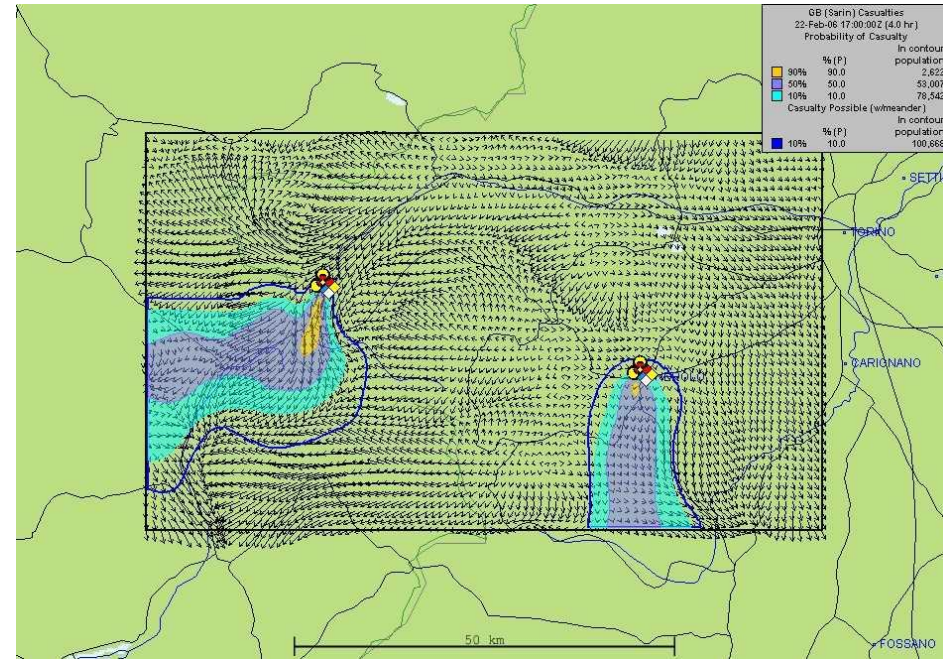 GB (Sarin) Casualties
22-Feb-06 17:00:00Z (4.0 hr)
Probability of Casualty
In contour
% (P) population
90% 90.0 2,622
50% 50.0 53,007
10% 10.0 78,542
Casualty Possible (w/meander)
In contour
% (P) population
10% 10.0 100,668
SETTI
TORINO
CARIGNANO
50 km
FOSSANO